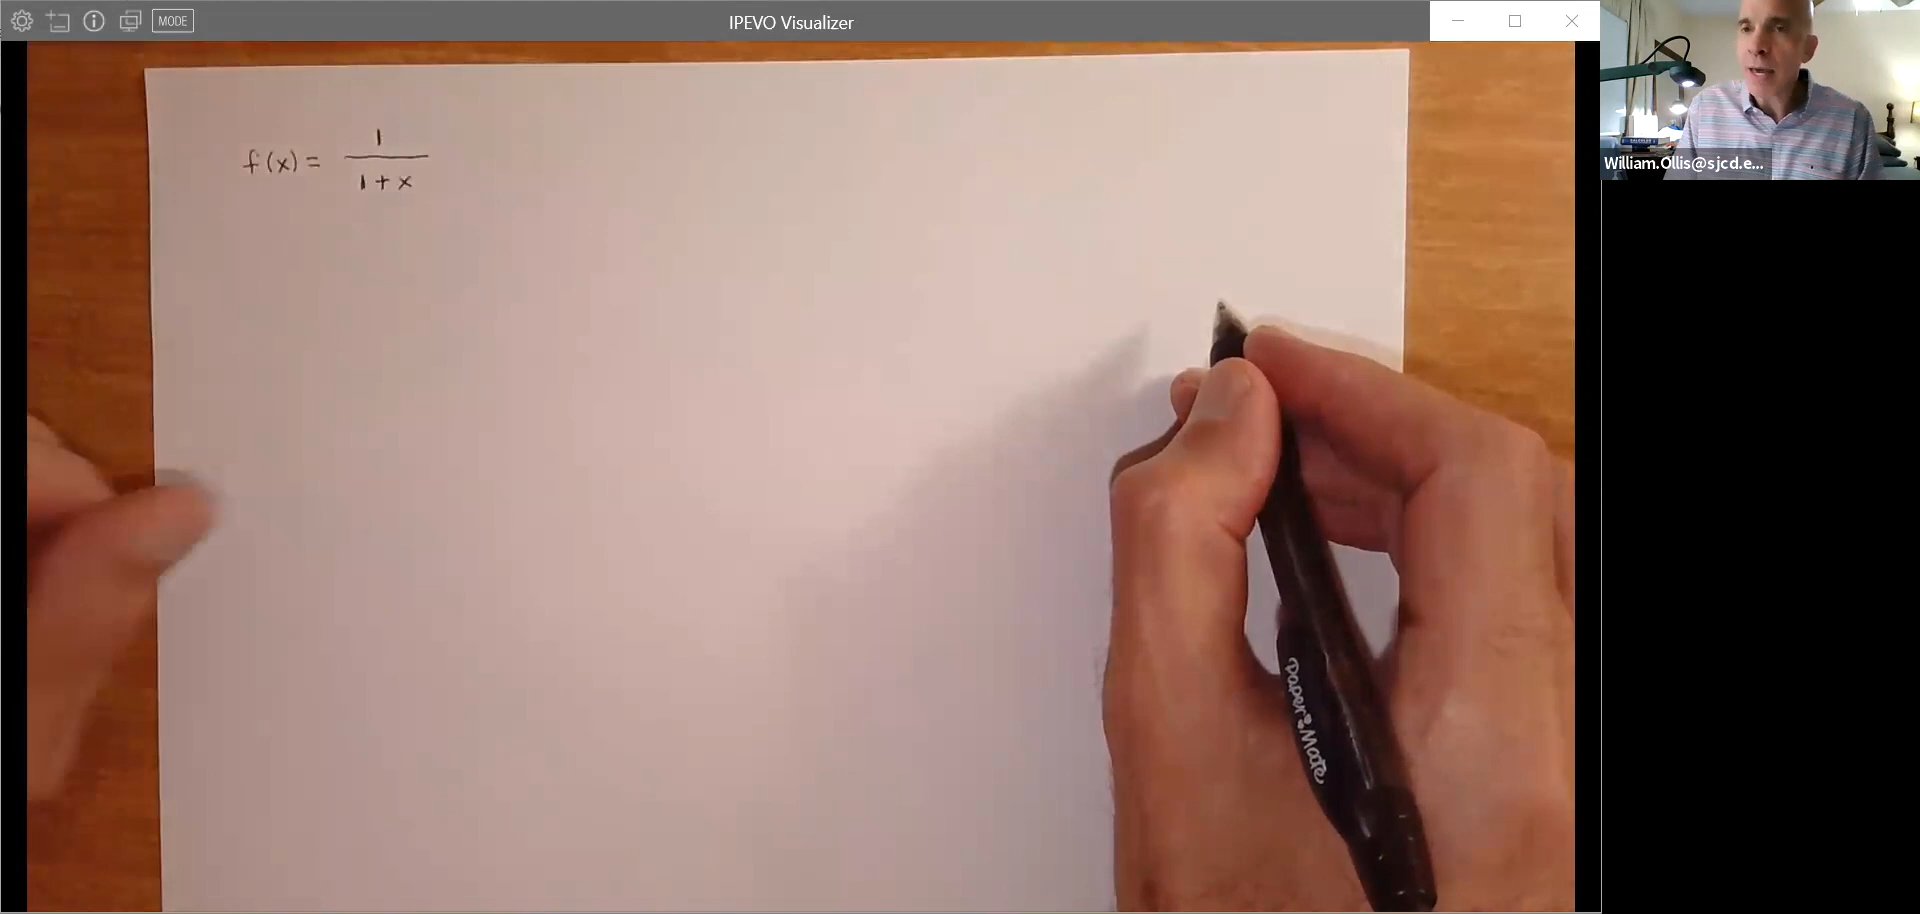 MODE
IPEVO Visualizer
William.Ollis@sjcd.e...
f(x) = 1/(1 + x)
Paper:Mate